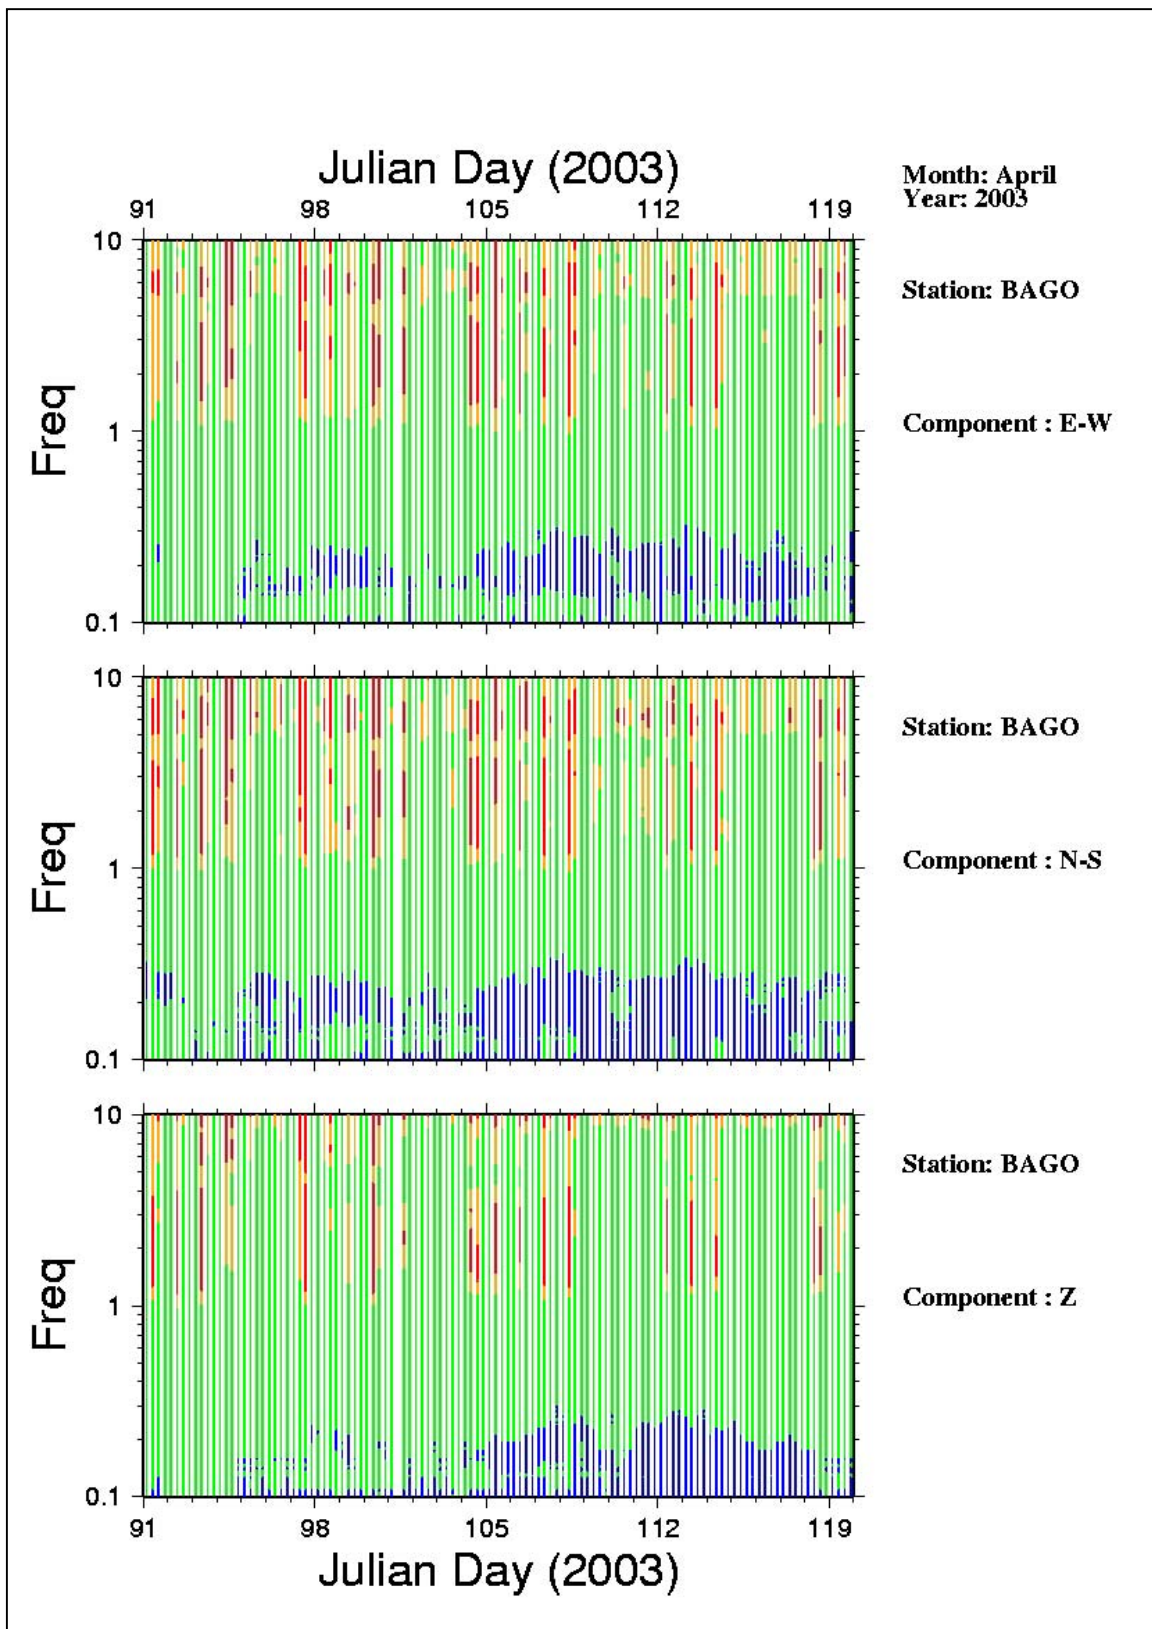 Julian Day (2003)
91 98 105 112 119
Month: April
Year: 2003
10
1
0.1
Freq
Station: BAGO
Component : E-W
10
1
0.1
Freq
Station: BAGO
Component : N-S
10
1
0.1
Freq
Station: BAGO
Component : Z
91 98 105 112 119
Julian Day (2003)